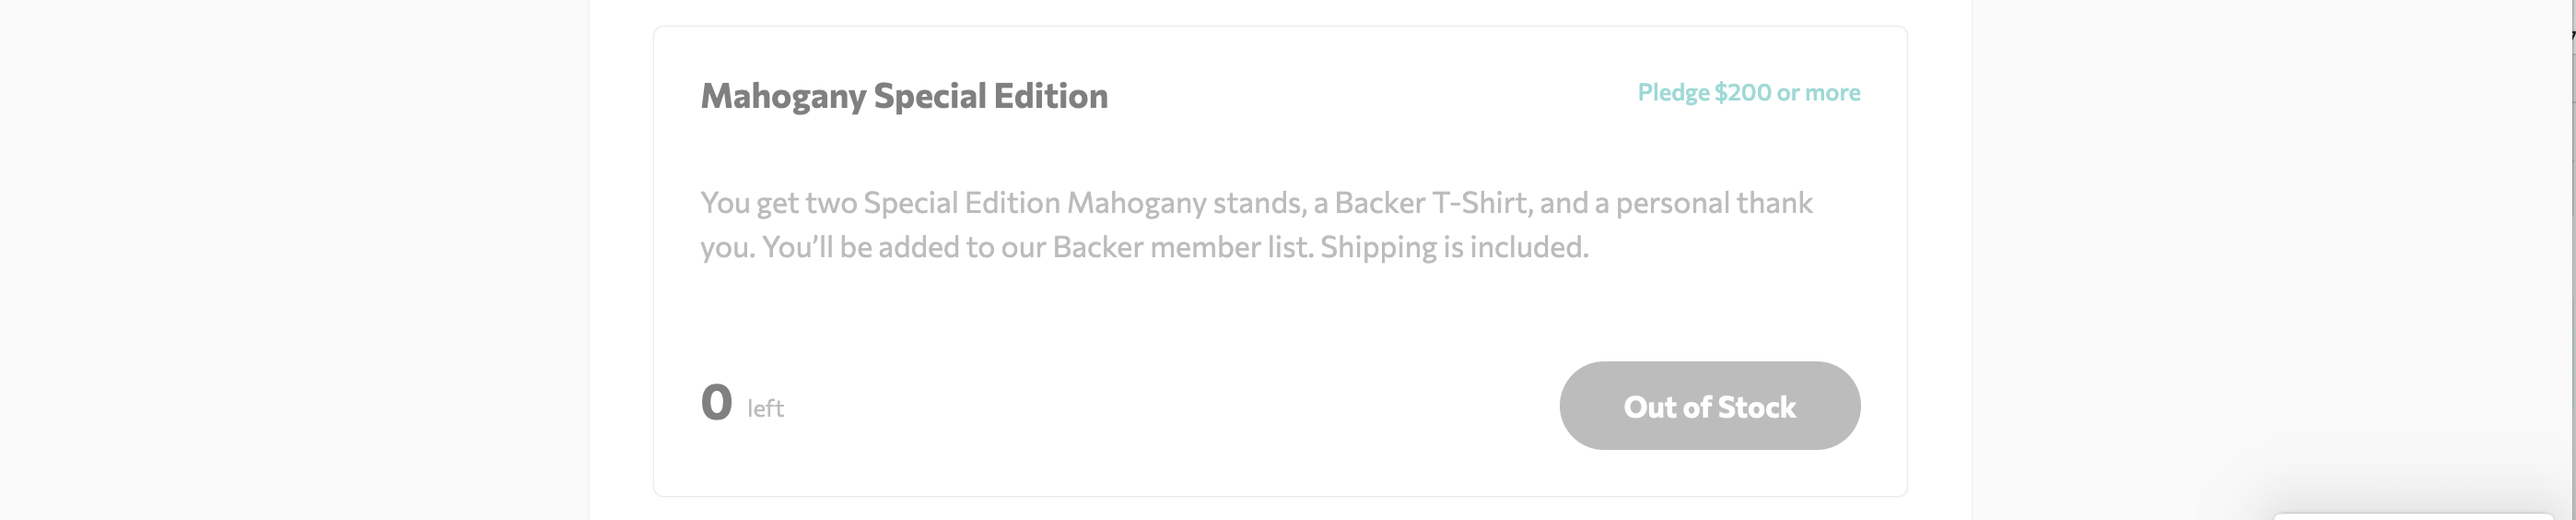 Mahogany Special Edition
Pledge $200 or more
You get two Special Edition Mahogany stands, a Backer T-Shirt, and a personal thank
you. You’ll be added to our Backer member list. Shipping is included.
0 left
Out of Stock